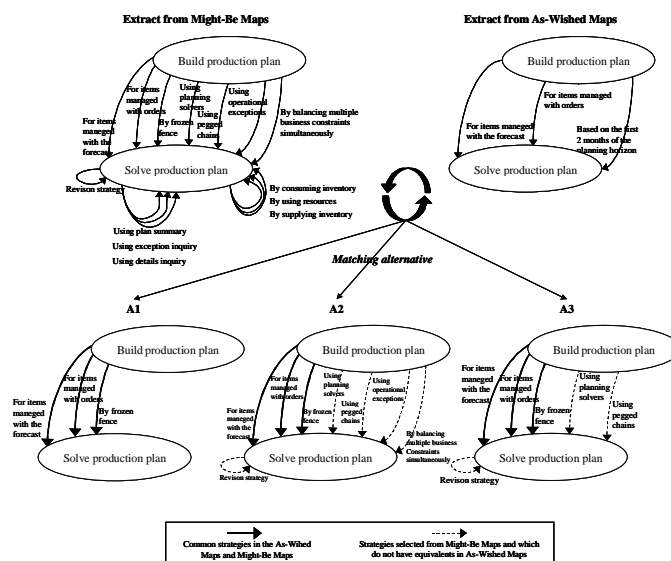 Extract from Might-Be Maps
Extract from As-Wished Maps
Build production plan
For items
managed
with orders
Using
planning
solvers
Using
operational
exceptions
For items
maneged
with the
forecast
By frozen
fence
Using
pegged
chains
By balancing multiple
business constraints
simultaneously
Revison strategy
Solve production plan
By consuming inventory
By using resources
By supplying inventory
Using plan summary
Using exception inquiry
Using details inquiry
Build production plan
For items managed
with orders
For items maneged
with the forecast
Based on the first
2 months of the
planning horizon
Solve production plan
Matching alternative
A1
A2
A3
Build production plan
For items
managed
with orders
For items
maneged
with the
forecast
By frozen
fence
Solve production plan
Build production plan
For items
managed
with orders
Using
planning
solvers
Using
operational
exceptions
For items
maneged
with the
forecast
By frozen
fence
Using
pegged
chains
By balancing
multiple business
Constraints
simultaneously
Solve production plan
Revison strategy
Build production plan
For items
managed
with orders
Using
planning
solvers
For items
maneged
with the
forecast
By frozen
fence
Using
pegged
chains
Solve production plan
Revison strategy
Common strategies in the As-Wihed
Maps and Might-Be Maps
Strategies selected from Might-Be Maps and which
do not have equivalents in As-Wished Maps